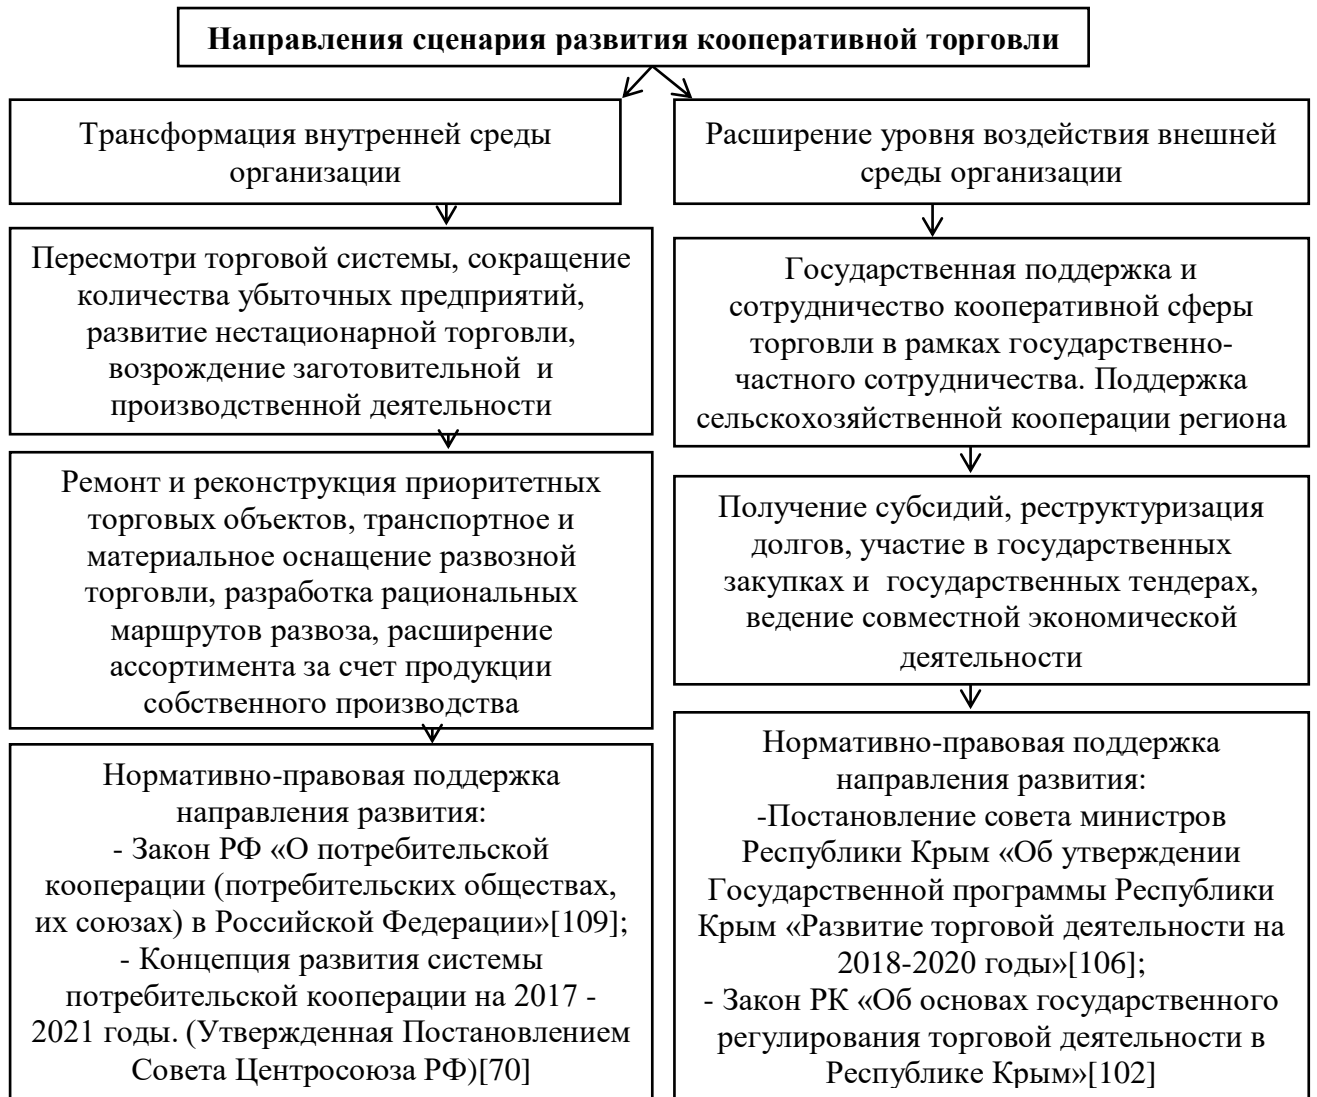 Направления сценария развития кооперативной торговли
Трансформация внутренней среды
организации
Пересмотри торговой системы, сокращение
количества убыточных предприятий,
развитие нестационарной торговли,
возрождение заготовительной и
производственной деятельности
Ремонт и реконструкция приоритетных
торговых объектов, транспортное и
материальное оснащение развозной
торговли, разработка рациональных
маршрутов развоза, расширение
ассортимента за счет продукции
собственного производства
Нормативно-правовая поддержка
направления развития:
- Закон РФ «О потребительской
кооперации (потребительских обществах,
их союзах) в Российской Федерации»[109];
- Концепция развития системы
потребительской кооперации на 2017 -
2021 годы. (Утвержденная Постановлением
Совета Центросоюза РФ)[70]
Расширение уровня воздействия внешней
среды организации
Государственная поддержка и
сотрудничество кооперативной сферы
торговли в рамках государственно-
частного сотрудничества. Поддержка
сельскохозяйственной кооперации региона
Получение субсидий, реструктуризация
долгов, участие в государственных
закупках и государственных тендерах,
ведение совместной экономической
деятельности
Нормативно-правовая поддержка
направления развития:
-Постановление совета министров
Республики Крым «Об утверждении
Государственной программы Республики
Крым «Развитие торговой деятельности на
2018-2020 годы»[106];
- Закон РК «Об основах государственного
регулирования торговой деятельности в
Республике Крым»[102]